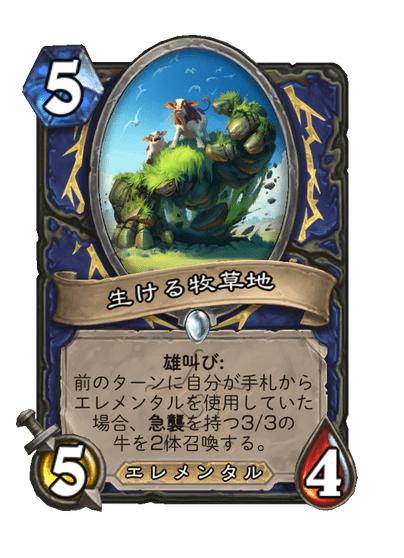 5
生ける牧草地
雄叫び:
前のターンに自分が手札から
エレメンタルを使用していた
場合、急襲を持つ3/3の
牛を2体召喚する。
5
エレメンタル
4